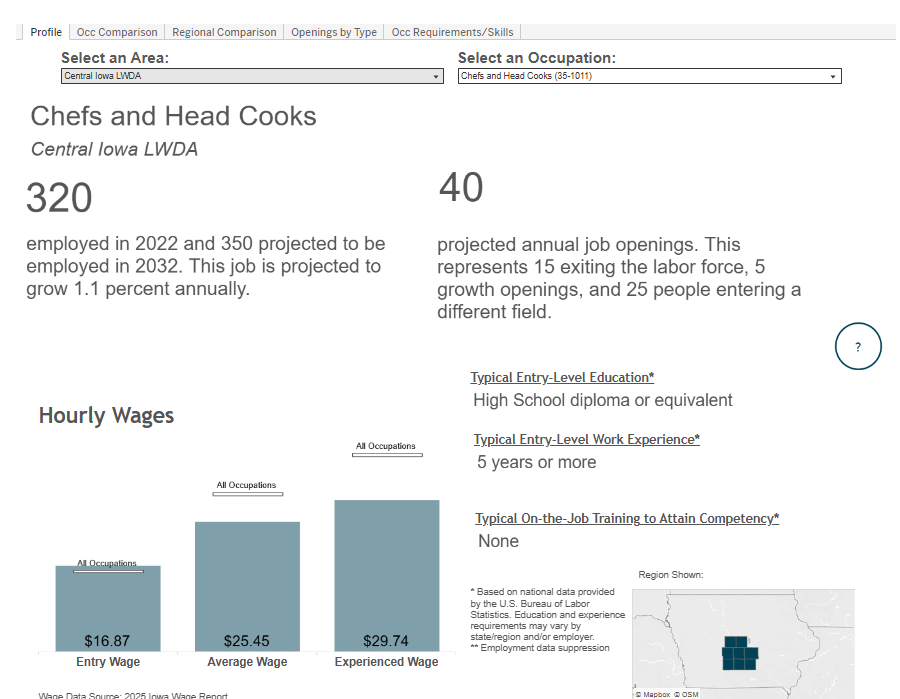 Profile
Occ Comparison
Regional Comparison
Openings by Type
Occ Requirements/Skills
Select an Area:
Central Iowa LWDA
Select an Occupation:
Chefs and Head Cooks (35-1011)
Chefs and Head Cooks
Central Iowa LWDA
320
employed in 2022 and 350 projected to be
employed in 2032. This job is projected to
grow 1.1 percent annually.
40
projected annual job openings. This
represents 15 exiting the labor force, 5
growth openings, and 25 people entering a
different field.
?
Hourly Wages
All Occupations
All Occupations
All Occupations
$16.87
$25.45
$29.74
Entry Wage
Average Wage
Experienced Wage
Wage Data Source: 2025 Iowa Wage Report
Typical Entry-Level Education*
High School diploma or equivalent
Typical Entry-Level Work Experience*
5 years or more
Typical On-the-Job Training to Attain Competency*
None
* Based on national data provided
by the U.S. Bureau of Labor
Statistics. Education and experience
requirements may vary by
state/region and/or employer.
** Employment data suppression
Region Shown:
© Mapbox © OSM